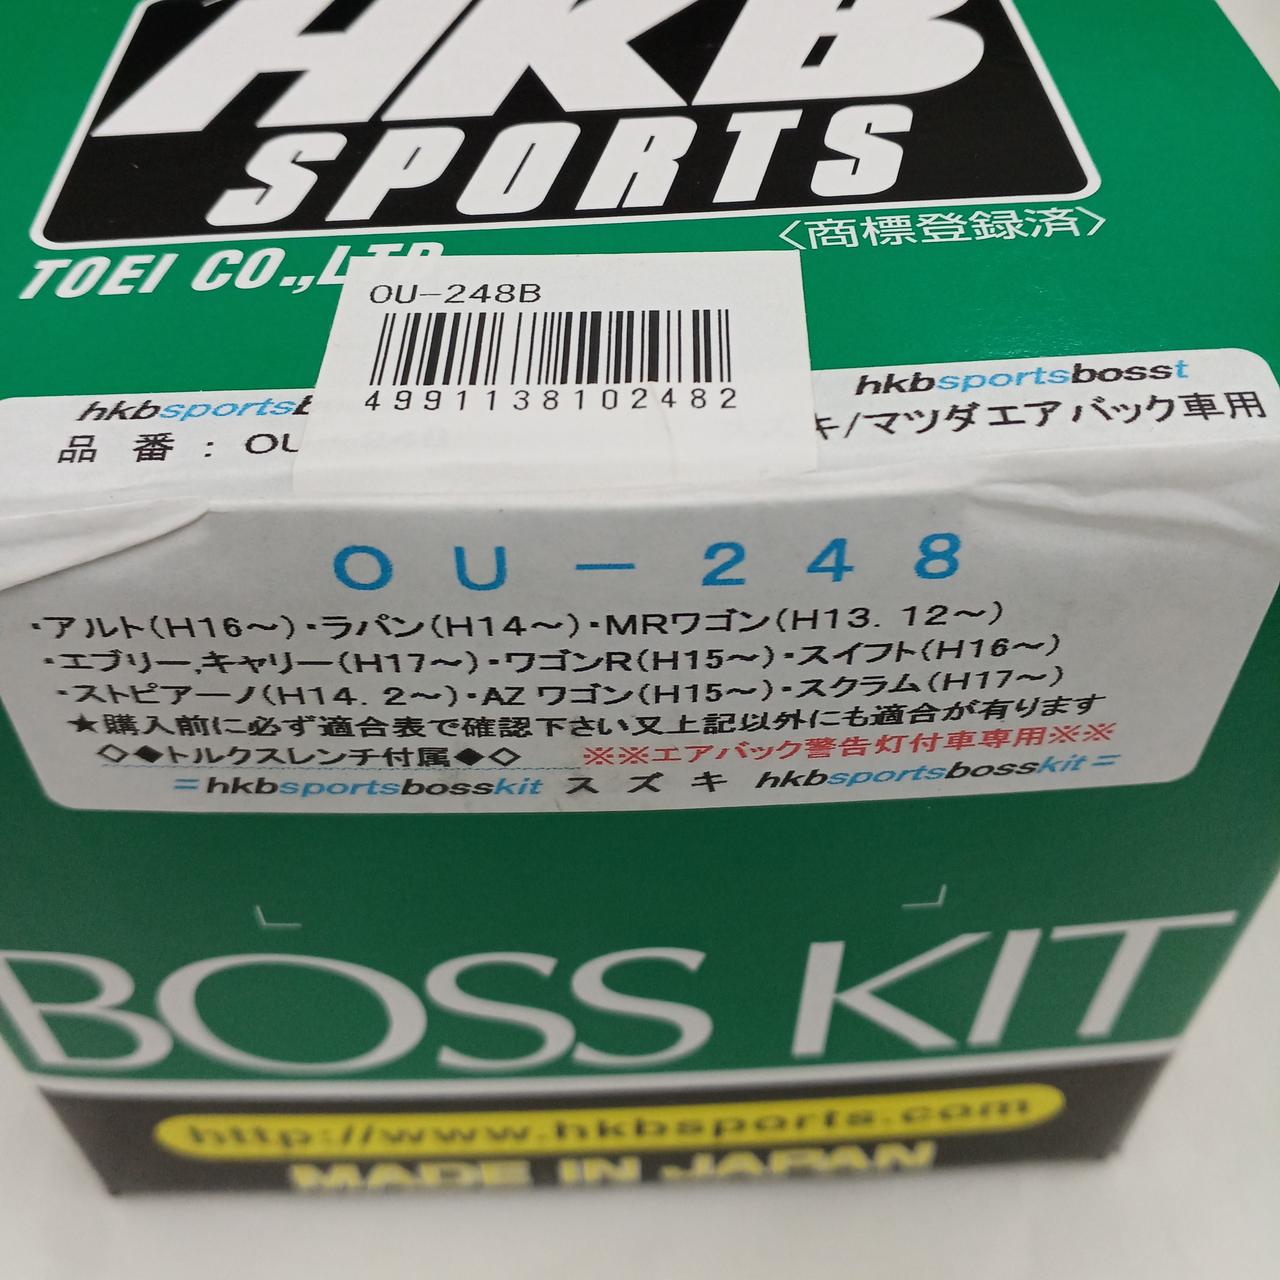 HKB
SPORTS
〈商標登録済〉
TOEI CO.,LTD
OU-248B
4991138102482
hkbsports
hkbsportsbosst
品番:OU
キ/マツダエアバック車用
OU-248
・アルト(H16~)・ラパン(H14~)・MRワゴン(H13.12~)
・エブリー,キャリー(H17~)・ワゴンR(H15~)・スイフト(H16~)
・ストピアーノ(H14.2~)・AZワゴン(H15~)・スクラム(H17~)
★購入前に必ず適合表で確認下さい又上記以外にも適合が有ります
◇◆トルクスレンチ付属◆◇ ※※エアバック警告灯付車専用※※
=hkbsportsbosskit スズキ hkbsportsbosskit=
BOSS KIT
http://www.hkbsports.com
MADE IN JAPAN